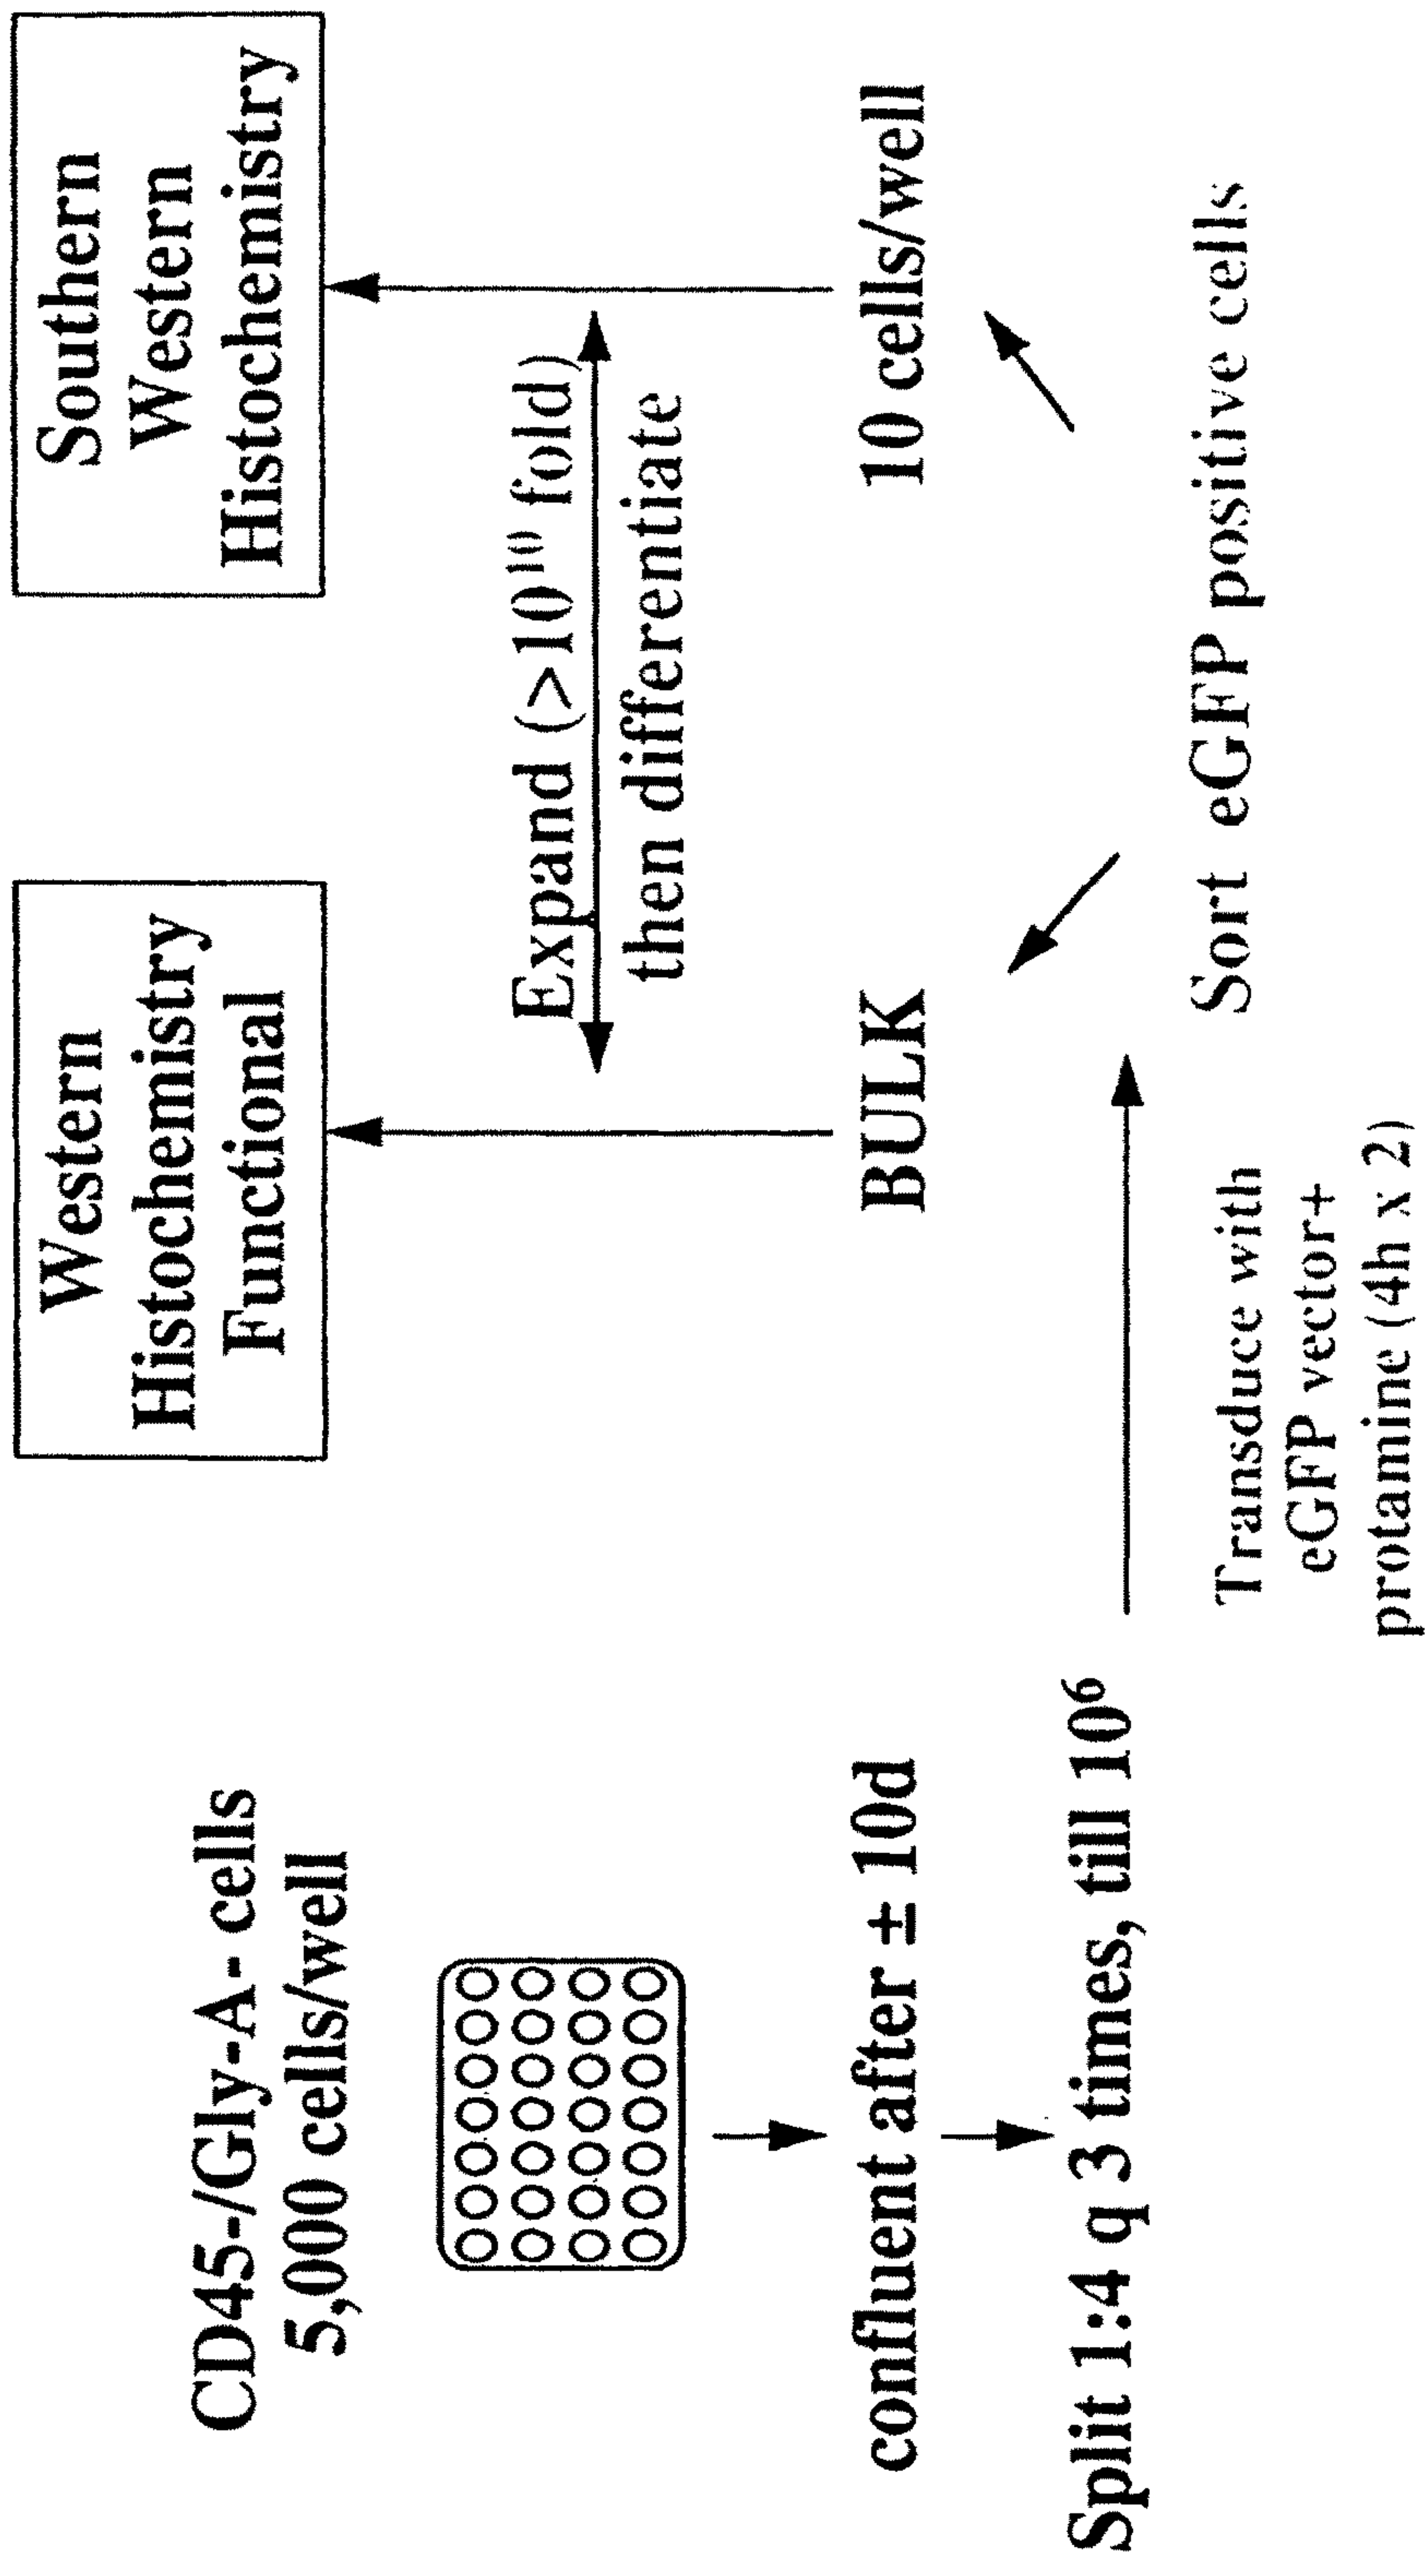 CD45-/Gly-A- cells
5,000 cells/well
confluent after ± 10d
Split 1:4 q 3 times, till 10⁶
Transduce with
eGFP vector+
protamine (4h x 2)
Sort eGFP positive cells
BULK
10 cells/well
Expand (>10¹⁰ fold)
then differentiate
Western
Histochemistry
Functional
Southern
Western
Histochemistry